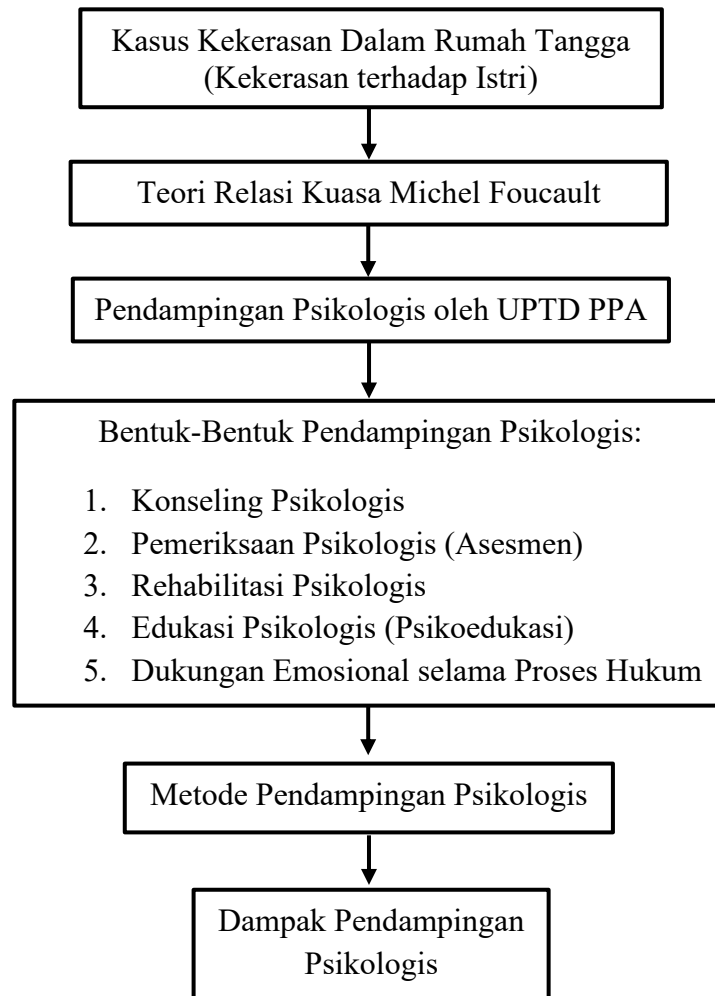 Kasus Kekerasan Dalam Rumah Tangga
(Kekerasan terhadap Istri)
Teori Relasi Kuasa Michel Foucault
Pendampingan Psikologis oleh UPTD PPA
Bentuk-Bentuk Pendampingan Psikologis:
1. Konseling Psikologis
2. Pemeriksaan Psikologis (Asesmen)
3. Rehabilitasi Psikologis
4. Edukasi Psikologis (Psikoedukasi)
5. Dukungan Emosional selama Proses Hukum
Metode Pendampingan Psikologis
Dampak Pendampingan
Psikologis